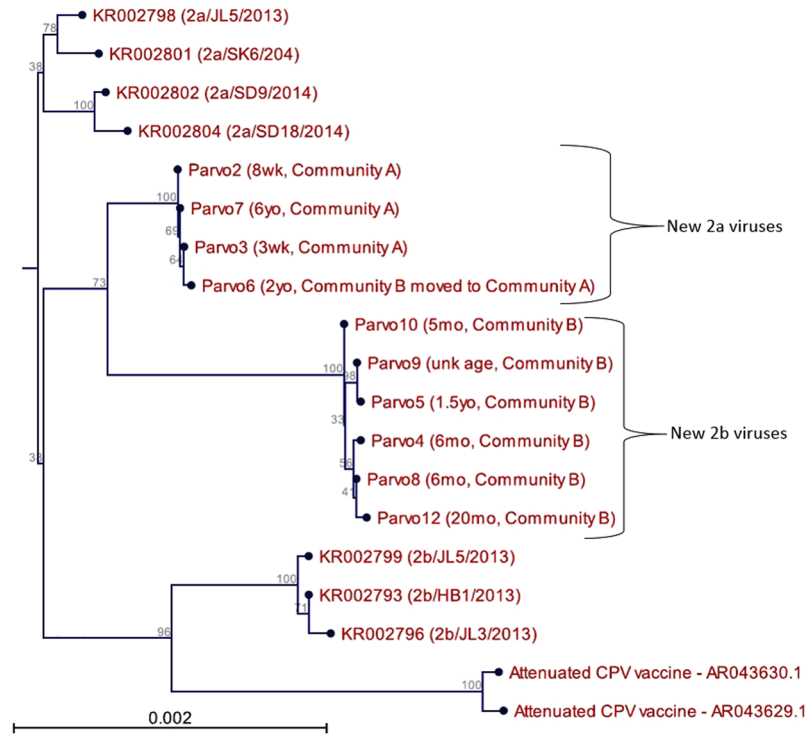 78
KR002798 (2a/JL5/2013)
KR002801 (2a/SK6/204)
38
KR002802 (2a/SD9/2014)
100
KR002804 (2a/SD18/2014)
Parvo2 (8wk, Community A)
100
Parvo7 (6yo, Community A)
New 2a viruses
69
Parvo3 (3wk, Community A)
Parvo6 (2yo, Community B moved to Community A)
73
Parvo10 (5mo, Community B)
100
Parvo9 (unk age, Community B)
98
Parvo5 (1.5yo, Community B)
33
New 2b viruses
Parvo4 (6mo, Community B)
56
Parvo8 (6mo, Community B)
Parvo12 (20mo, Community B)
KR002799 (2b/JL5/2013)
100
KR002793 (2b/HB1/2013)
71
KR002796 (2b/JL3/2013)
96
Attenuated CPV vaccine - AR043630.1
100
Attenuated CPV vaccine - AR043629.1
0.002